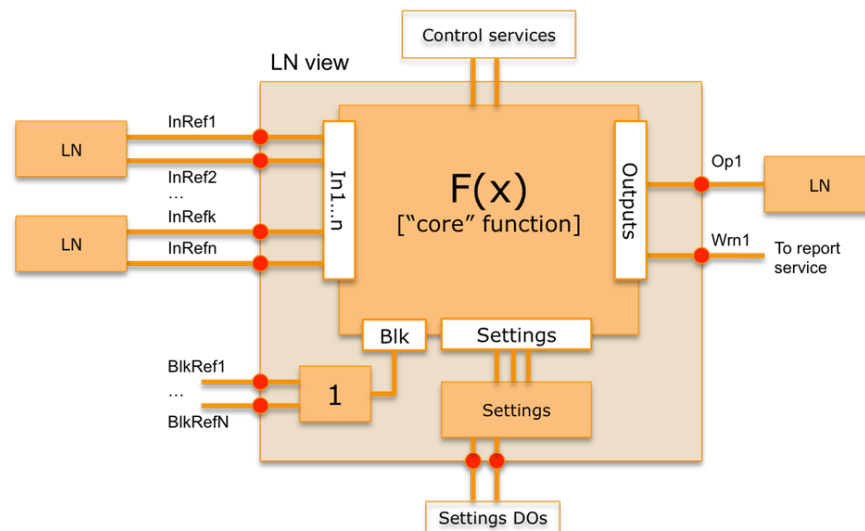 Control services
LN view
InRef1
LN
InRef2
...
InRefk
LN
InRefn
In1...n
F(x)
["core" function]
Outputs
Op1
LN
Wrn1
To report
service
Blk
Settings
BlkRef1
...
BlkRefN
1
Settings
Settings DOs